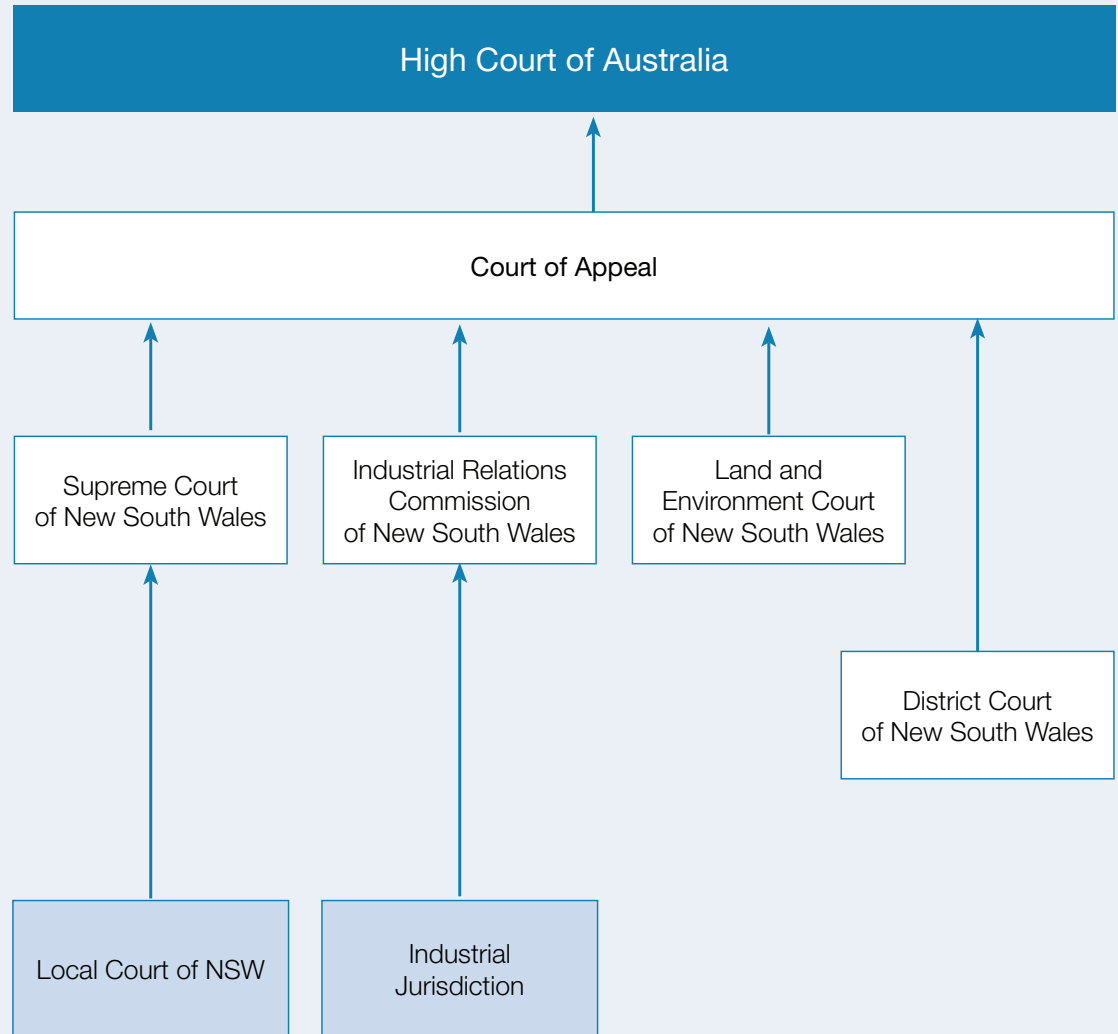 High Court of Australia
Court of Appeal
Supreme Court
of New South Wales
Industrial Relations
Commission
of New South Wales
Land and
Environment Court
of New South Wales
District Court
of New South Wales
Local Court of NSW
Industrial
Jurisdiction